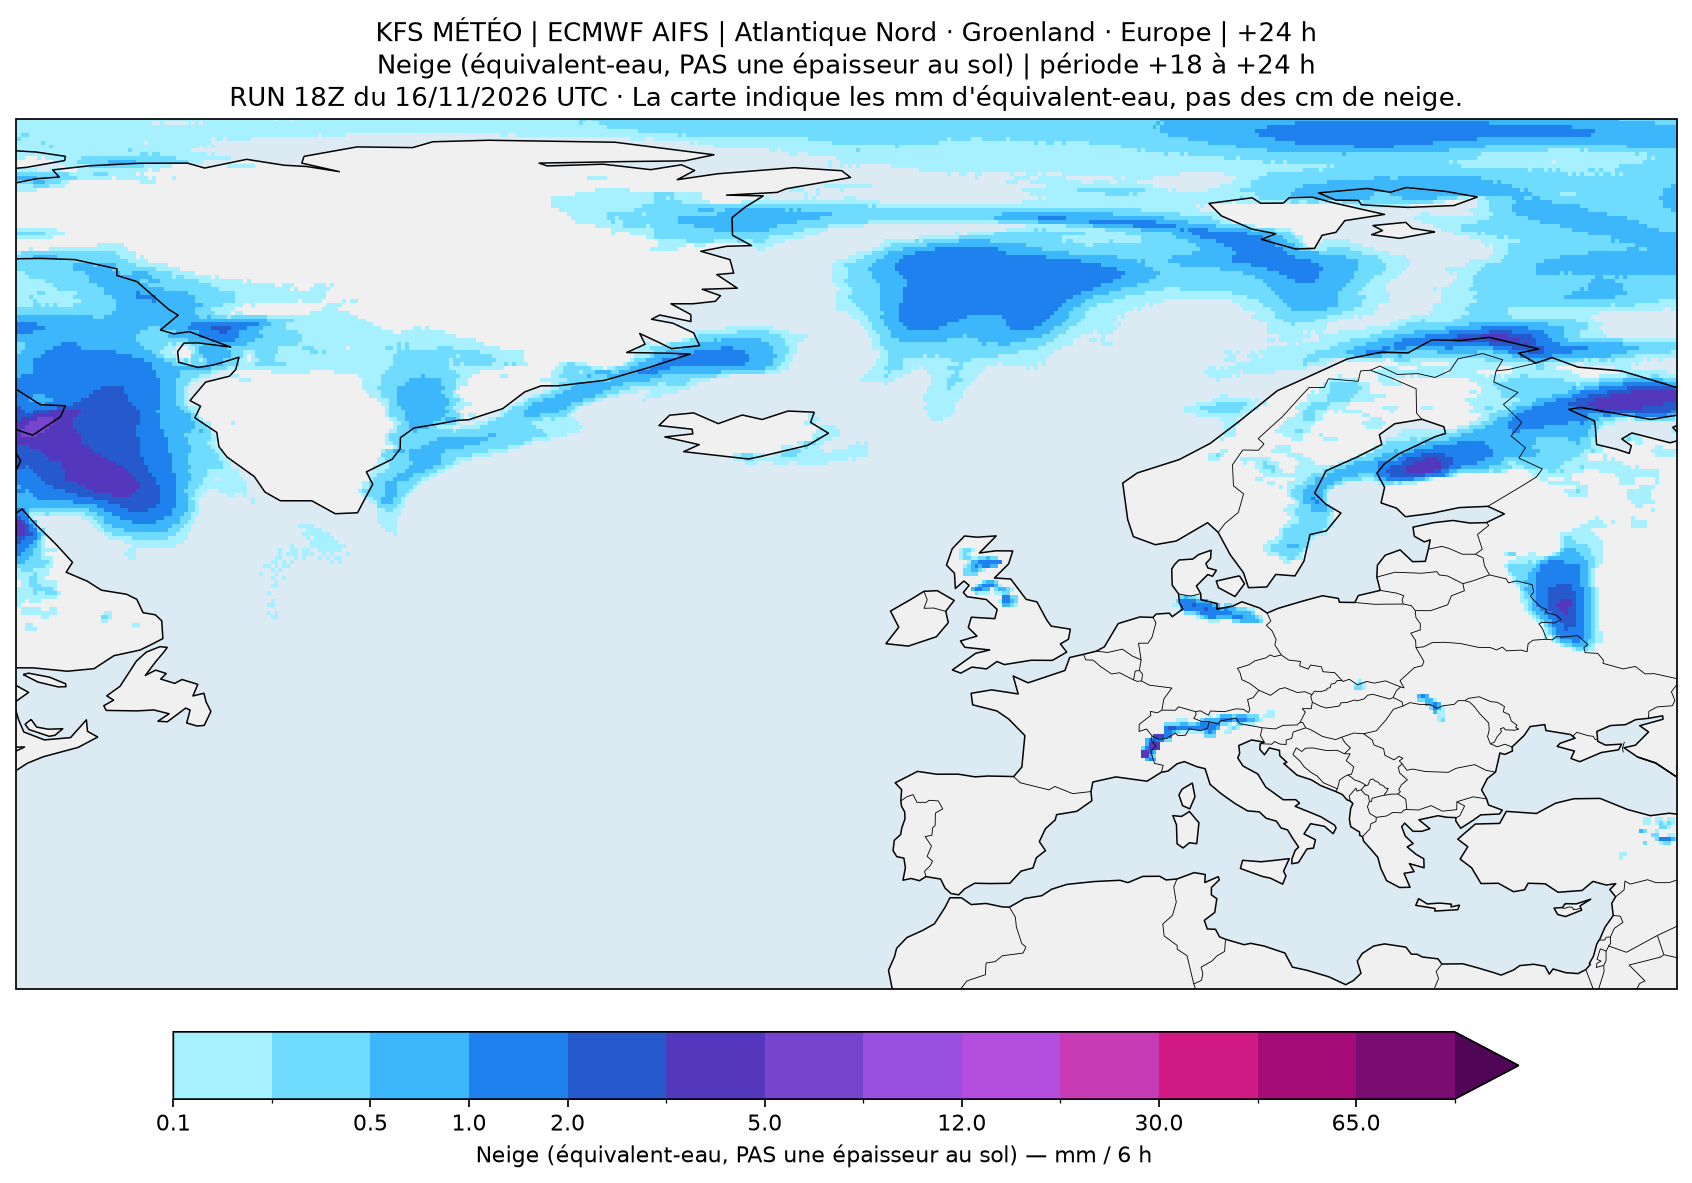 KFS MÉTÉO | ECMWF AIFS | Atlantique Nord · Groenland · Europe | +24 h
Neige (équivalent-eau, PAS une épaisseur au sol) | période +18 à +24 h
RUN 18Z du 16/11/2026 UTC · La carte indique les mm d'équivalent-eau, pas des cm de neige.
0.1 0.5 1.0 2.0 5.0 12.0 30.0 65.0
Neige (équivalent-eau, PAS une épaisseur au sol) — mm / 6 h